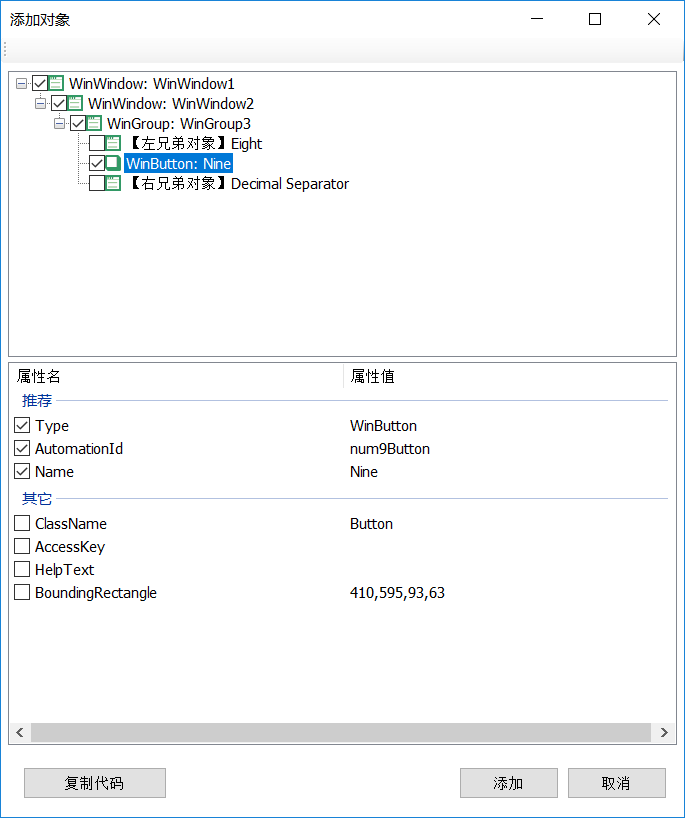 添加对象
WinWindow: WinWindow1
WinWindow: WinWindow2
WinGroup: WinGroup3
【左兄弟对象】Eight
WinButton: Nine
【右兄弟对象】Decimal Separator
属性名 属性值
推荐
Type WinButton
AutomationId num9Button
Name Nine
其它
ClassName Button
AccessKey
HelpText
BoundingRectangle 410,595,93,63
复制代码 添加 取消